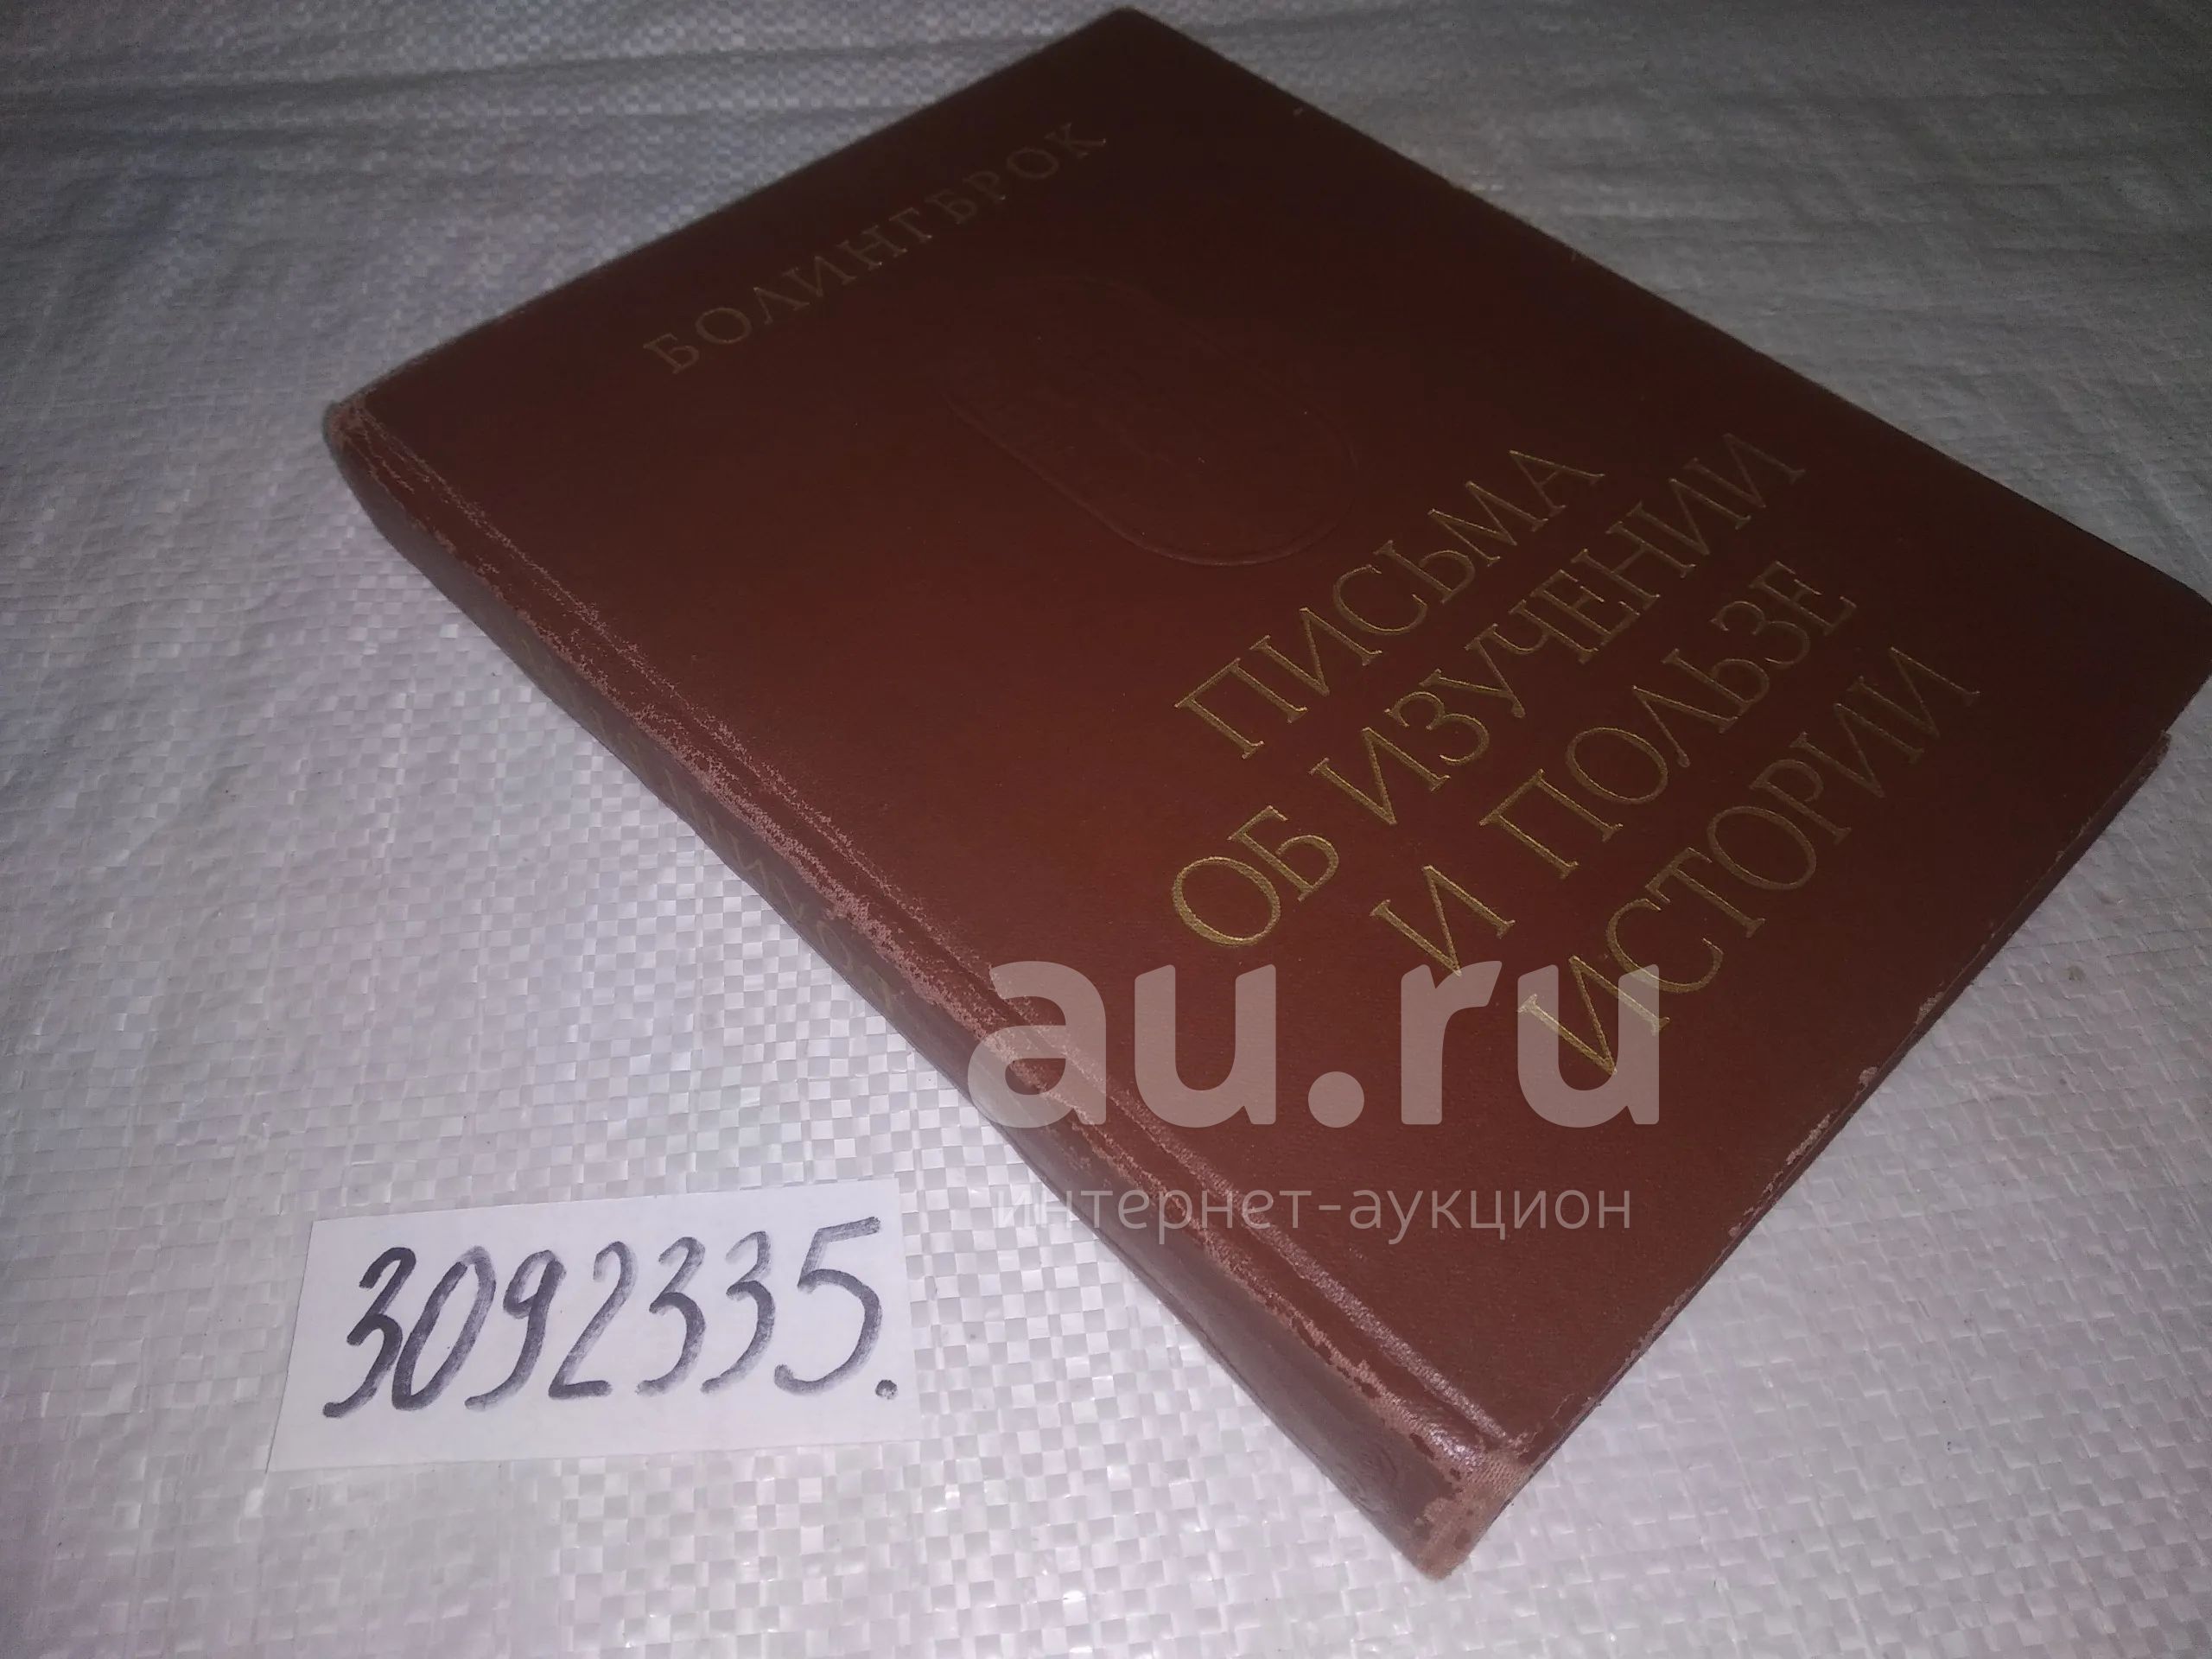 БОЛИНГБРОК
ПИСЬМА
ОБ ИЗУЧЕНИИ
И ПОЛЬЗЕ
ИСТОРИИ
au.ru
интернет-аукцион
3092335.